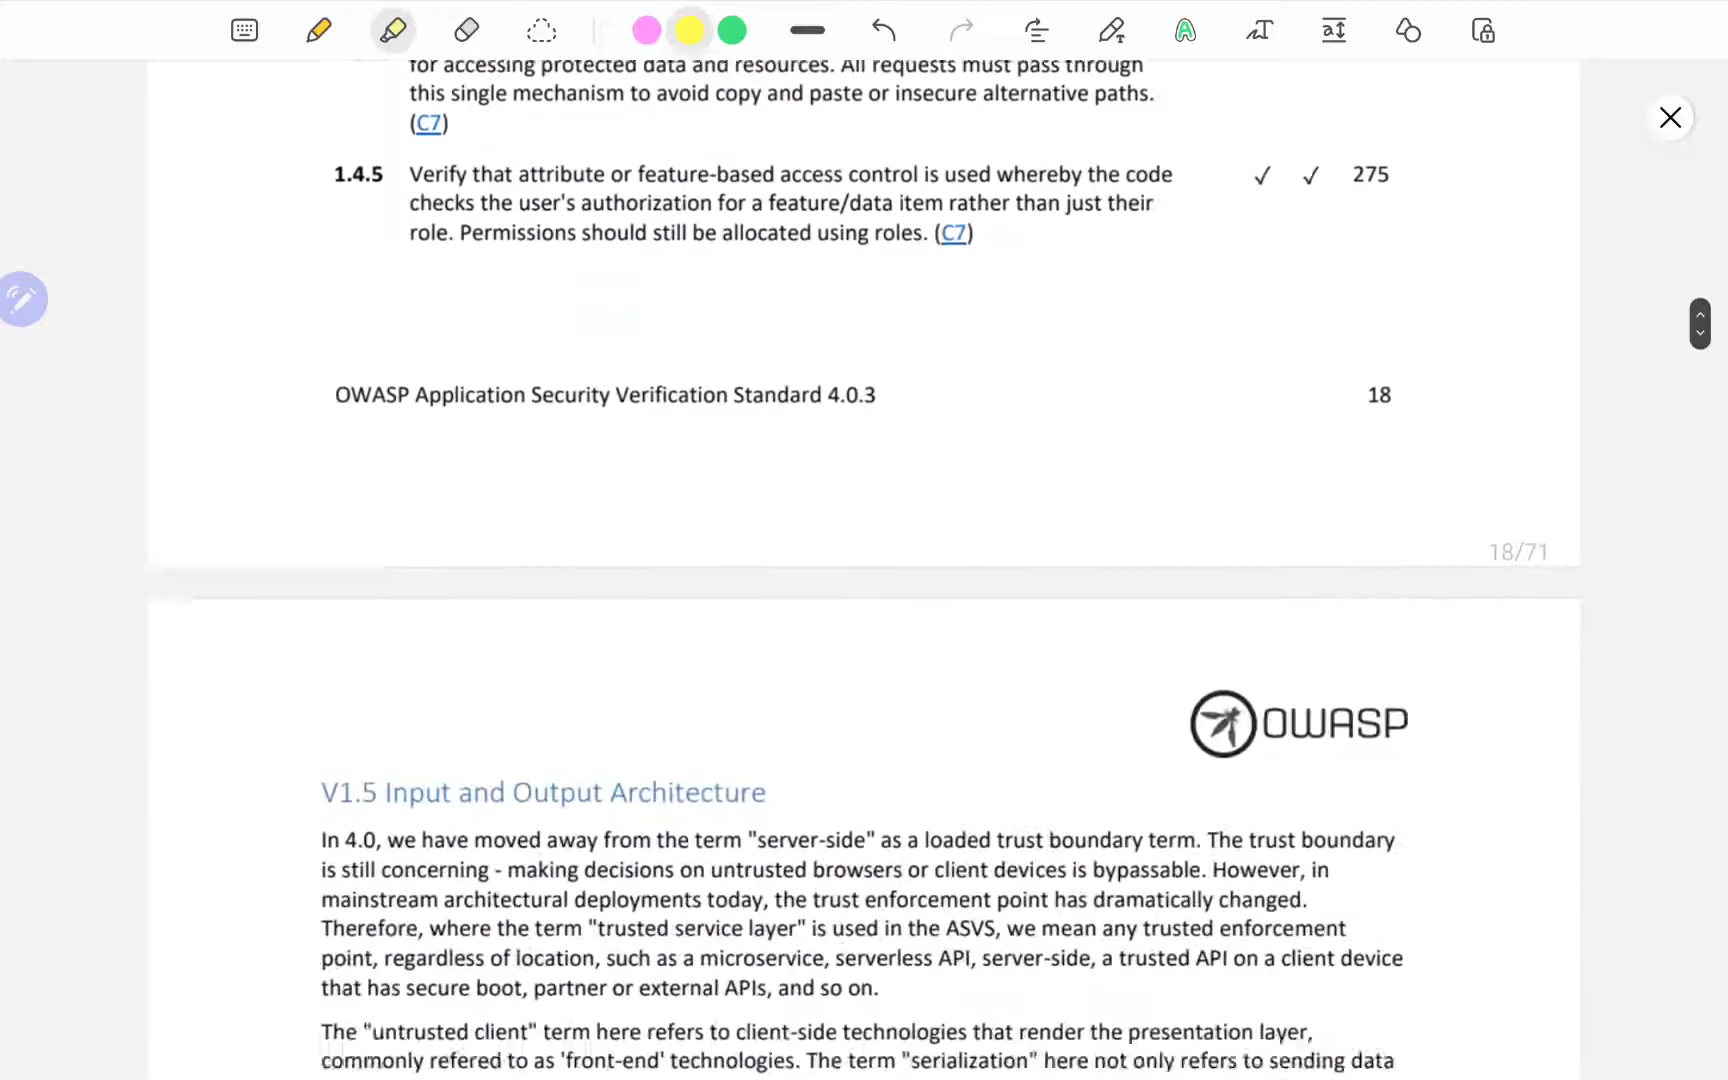 for accessing protected data and resources. All requests must pass through
this single mechanism to avoid copy and paste or insecure alternative paths.
(C7)
1.4.5 Verify that attribute or feature-based access control is used whereby the code ✓ ✓ 275
checks the user's authorization for a feature/data item rather than just their
role. Permissions should still be allocated using roles. (C7)
OWASP Application Security Verification Standard 4.0.3 18
18/71
OWASP
V1.5 Input and Output Architecture
In 4.0, we have moved away from the term "server-side" as a loaded trust boundary term. The trust boundary
is still concerning - making decisions on untrusted browsers or client devices is bypassable. However, in
mainstream architectural deployments today, the trust enforcement point has dramatically changed.
Therefore, where the term "trusted service layer" is used in the ASVS, we mean any trusted enforcement
point, regardless of location, such as a microservice, serverless API, server-side, a trusted API on a client device
that has secure boot, partner or external APIs, and so on.
The "untrusted client" term here refers to client-side technologies that render the presentation layer,
commonly refered to as 'front-end' technologies. The term "serialization" here not only refers to sending data